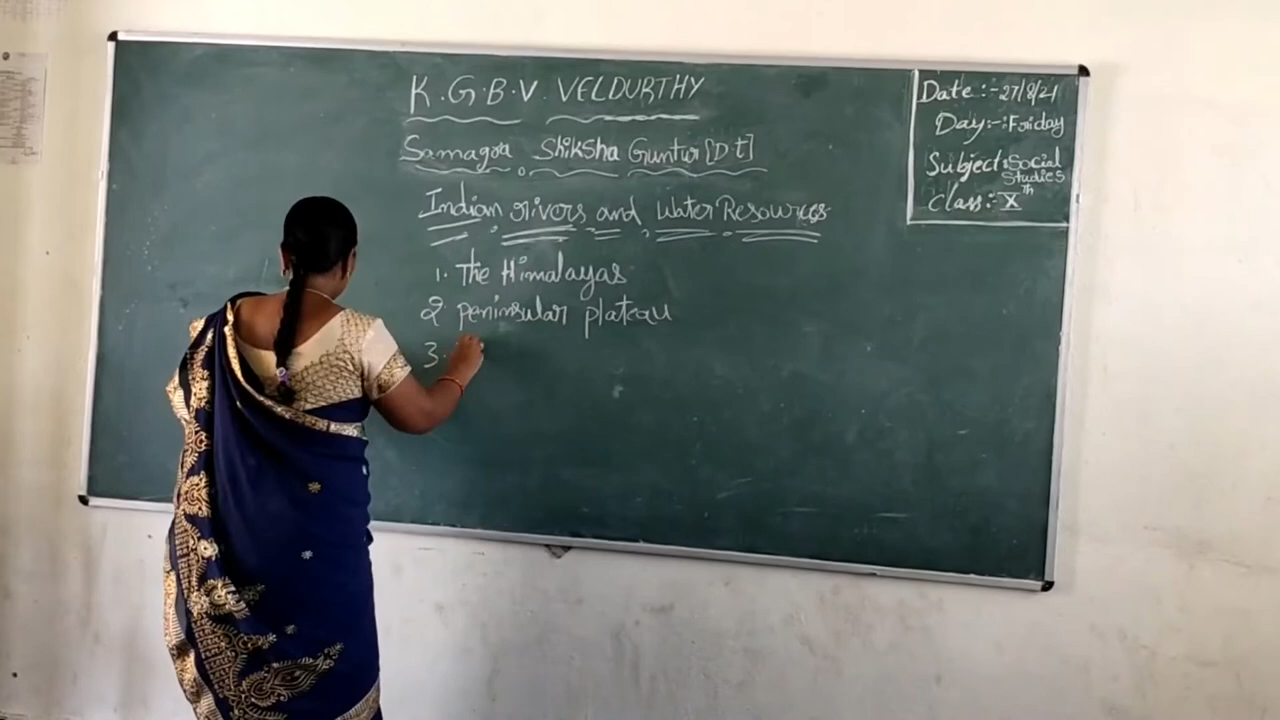 K.G.B.V. VELDURTHY
Samagra Shiksha Guntur [D t]
Indian rivers and Water Resources
1. The Himalayas
2. peninsular plateau
3.
Date :- 27/8/21
Day :- Friday
Subject : Social Studies
Class :- Xth